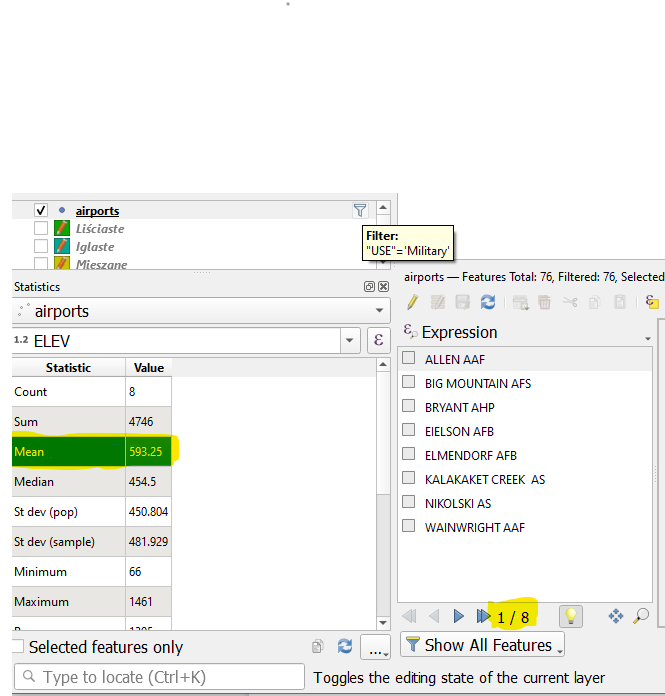 airports
Liściaste
Iglaste
Mieszane
Filter:
"USE"='Military'
Statistics
airports
1.2 ELEV
ε
Statistic Value
Count 8
Sum 4746
Mean 593.25
Median 454.5
St dev (pop) 450.804
St dev (sample) 481.929
Minimum 66
Maximum 1461
Selected features only
...
Type to locate (Ctrl+K)
airports — Features Total: 76, Filtered: 76, Selected
Expression
ALLEN AAF
BIG MOUNTAIN AFS
BRYANT AHP
EIELSON AFB
ELMENDORF AFB
KALAKAKET CREEK AS
NIKOLSKI AS
WAINWRIGHT AAF
1 / 8
Show All Features
Toggles the editing state of the current layer